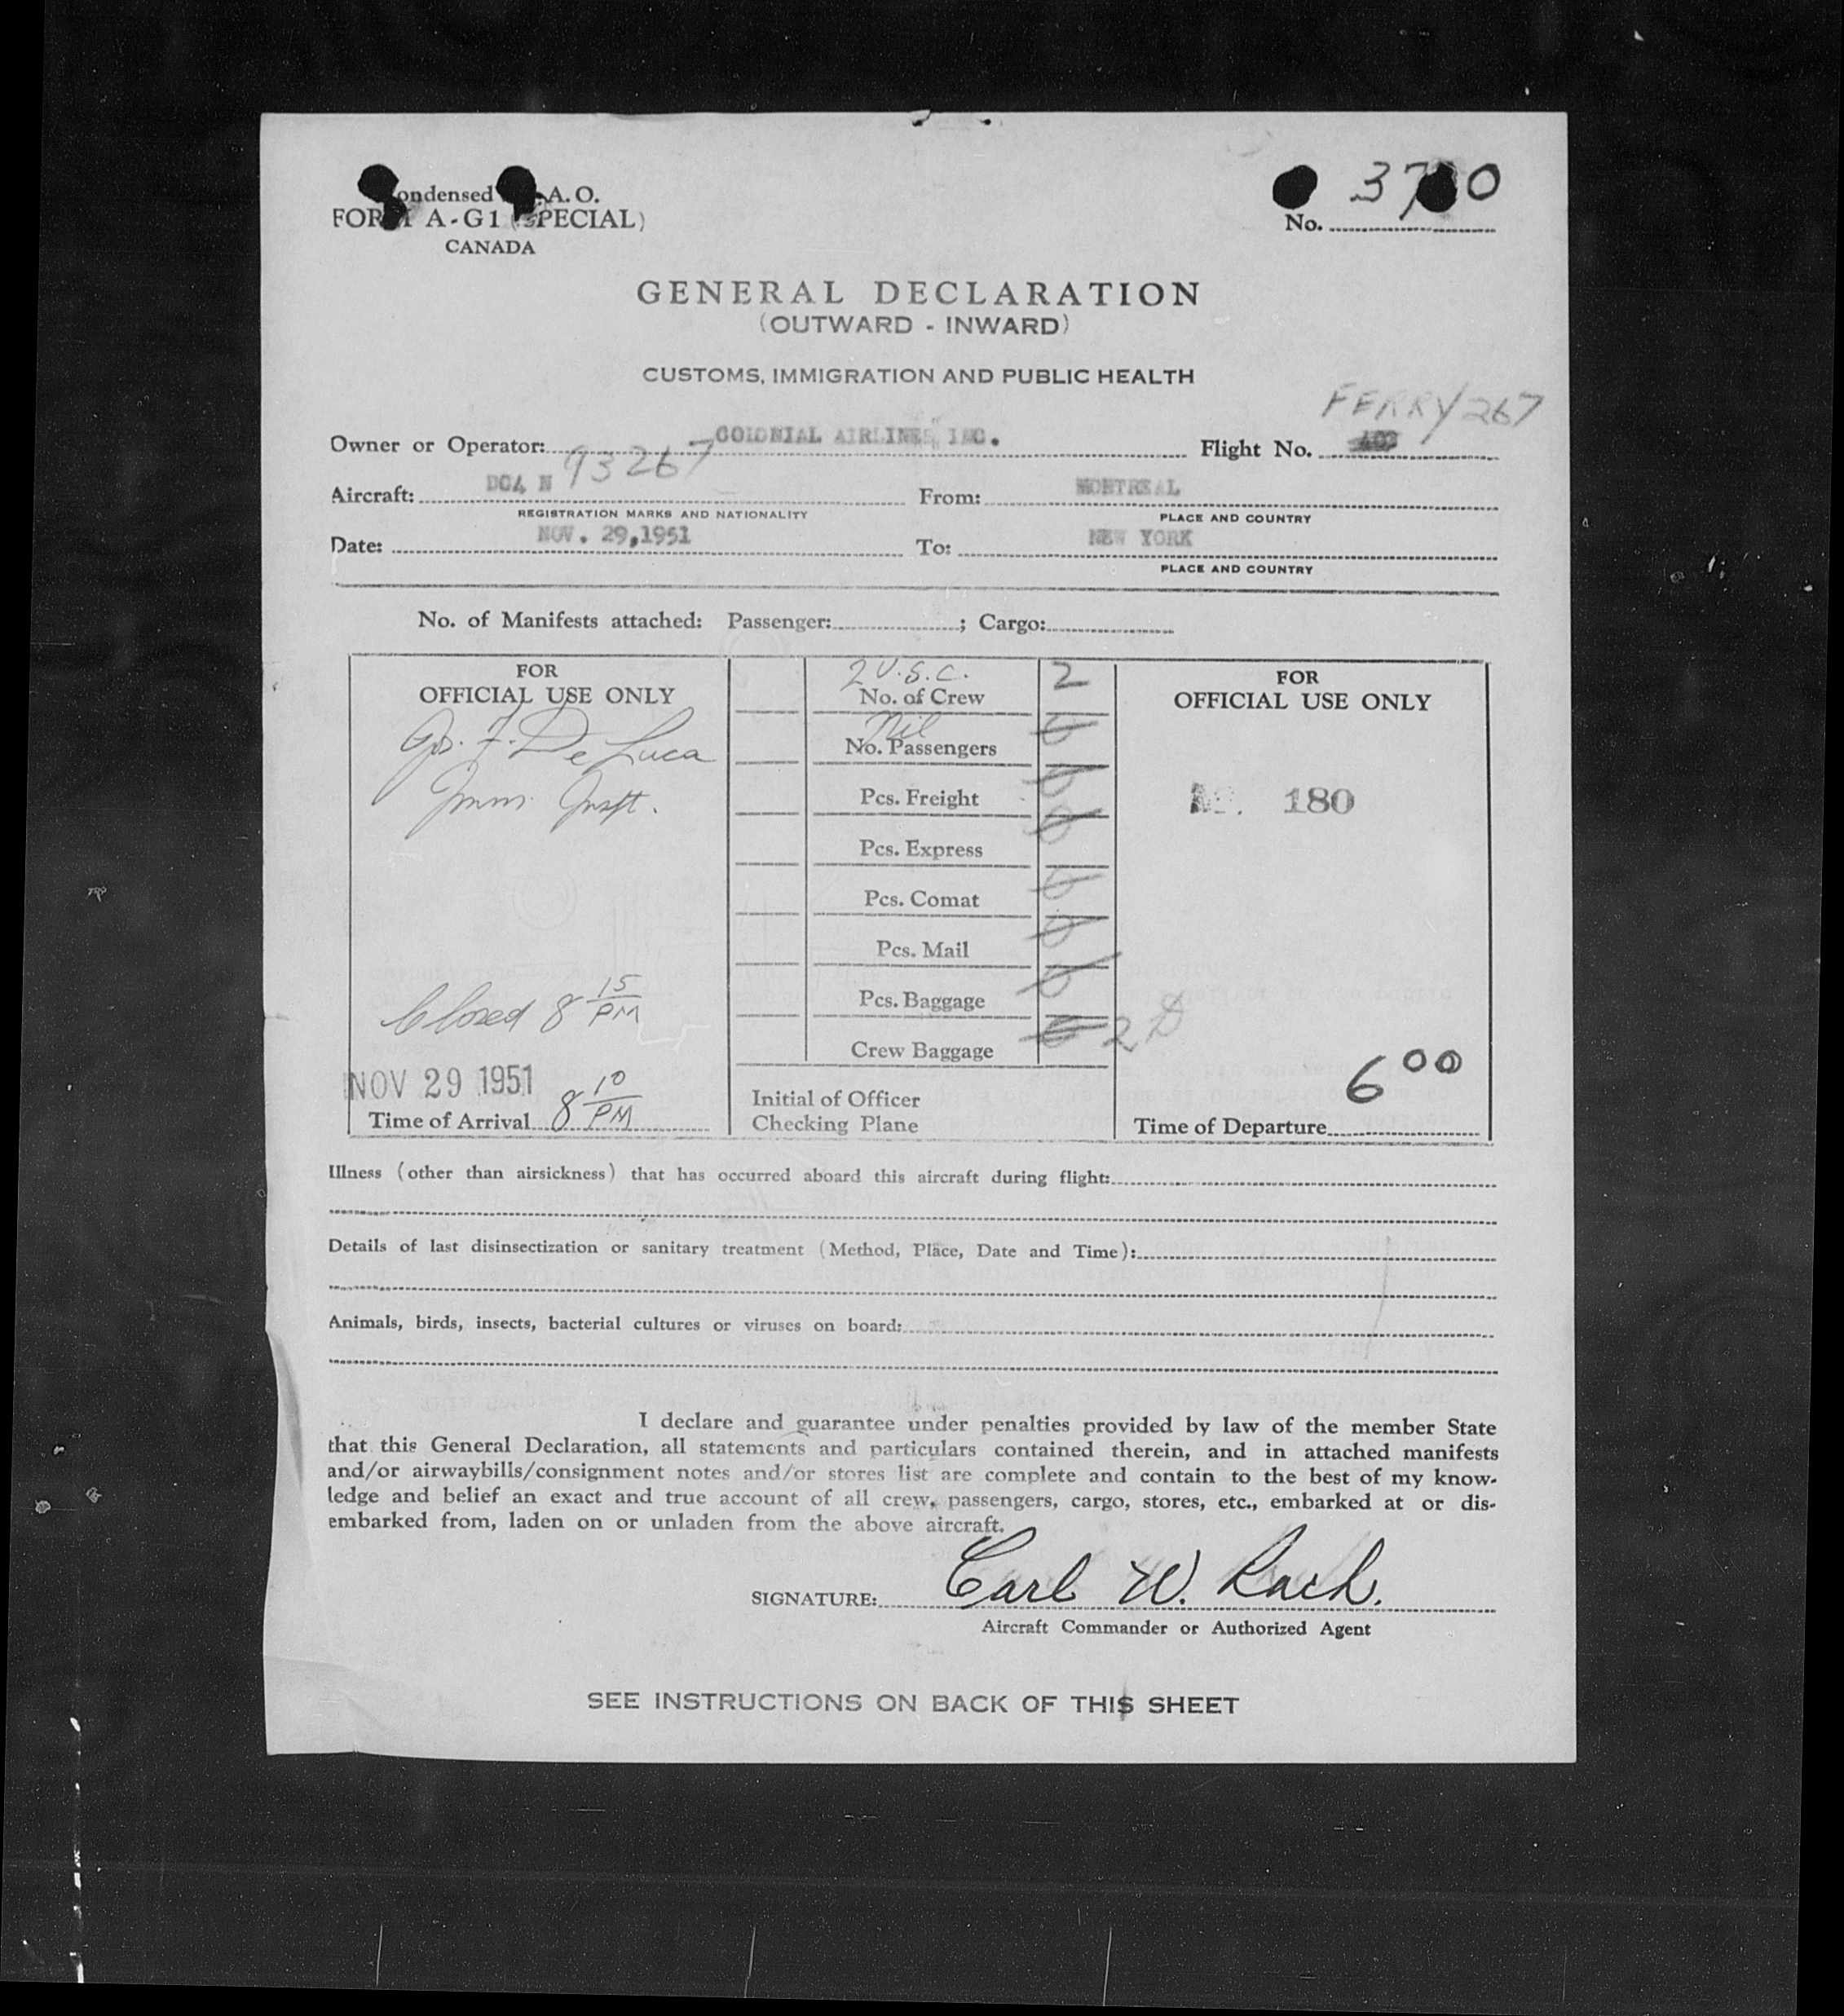 Condensed A.O.
FORM A-G1 (SPECIAL)
CANADA
No.
GENERAL DECLARATION
(OUTWARD - INWARD)
CUSTOMS, IMMIGRATION AND PUBLIC HEALTH
FERRY 267
Owner or Operator: COLONIAL AIRLINES, INC. Flight No.
Aircraft: DC4 N 93267 From: MONTREAL
REGISTRATION MARKS AND NATIONALITY PLACE AND COUNTRY
Date: NOV. 29,1951 To: NEW YORK
PLACE AND COUNTRY
No. of Manifests attached: Passenger: ; Cargo:
FOR
OFFICIAL USE ONLY
De Luca
Closed 8 15 PM
NOV 29 1951
Time of Arrival 8 10 PM
2 U.S.C.
No. of Crew 2
Nil
No. Passengers 0
Pcs. Freight 0
Pcs. Express 0
Pcs. Comat 0
Pcs. Mail 0
Pcs. Baggage 0
Crew Baggage 2
Initial of Officer
Checking Plane
FOR
OFFICIAL USE ONLY
180
6 00
Time of Departure
Illness (other than airsickness) that has occurred aboard this aircraft during flight:
Details of last disinsectization or sanitary treatment (Method, Place, Date and Time):
Animals, birds, insects, bacterial cultures or viruses on board:
I declare and guarantee under penalties provided by law of the member State
that this General Declaration, all statements and particulars contained therein, and in attached manifests
and/or airwaybills/consignment notes and/or stores list are complete and contain to the best of my know-
ledge and belief an exact and true account of all crew, passengers, cargo, stores, etc., embarked at or dis-
embarked from, laden on or unladen from the above aircraft.
SIGNATURE: Carl W. Rach.
Aircraft Commander or Authorized Agent
SEE INSTRUCTIONS ON BACK OF THIS SHEET